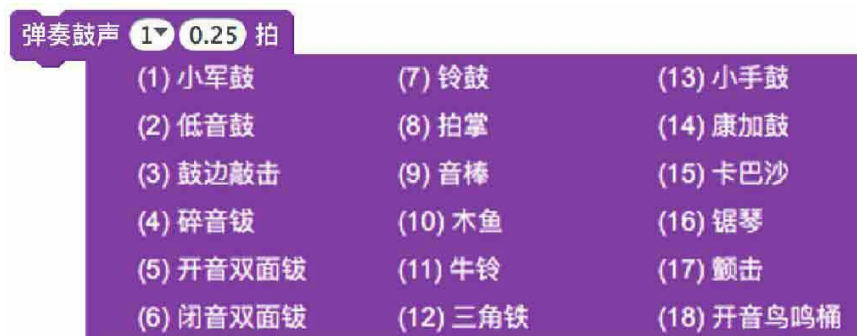 弹奏鼓声 1 0.25 拍
(1) 小军鼓 (7) 铃鼓 (13) 小手鼓
(2) 低音鼓 (8) 拍掌 (14) 康加鼓
(3) 鼓边敲击 (9) 音棒 (15) 卡巴沙
(4) 碎音钹 (10) 木鱼 (16) 锯琴
(5) 开音双面钹 (11) 牛铃 (17) 颤击
(6) 闭音双面钹 (12) 三角铁 (18) 开音鸟鸣桶